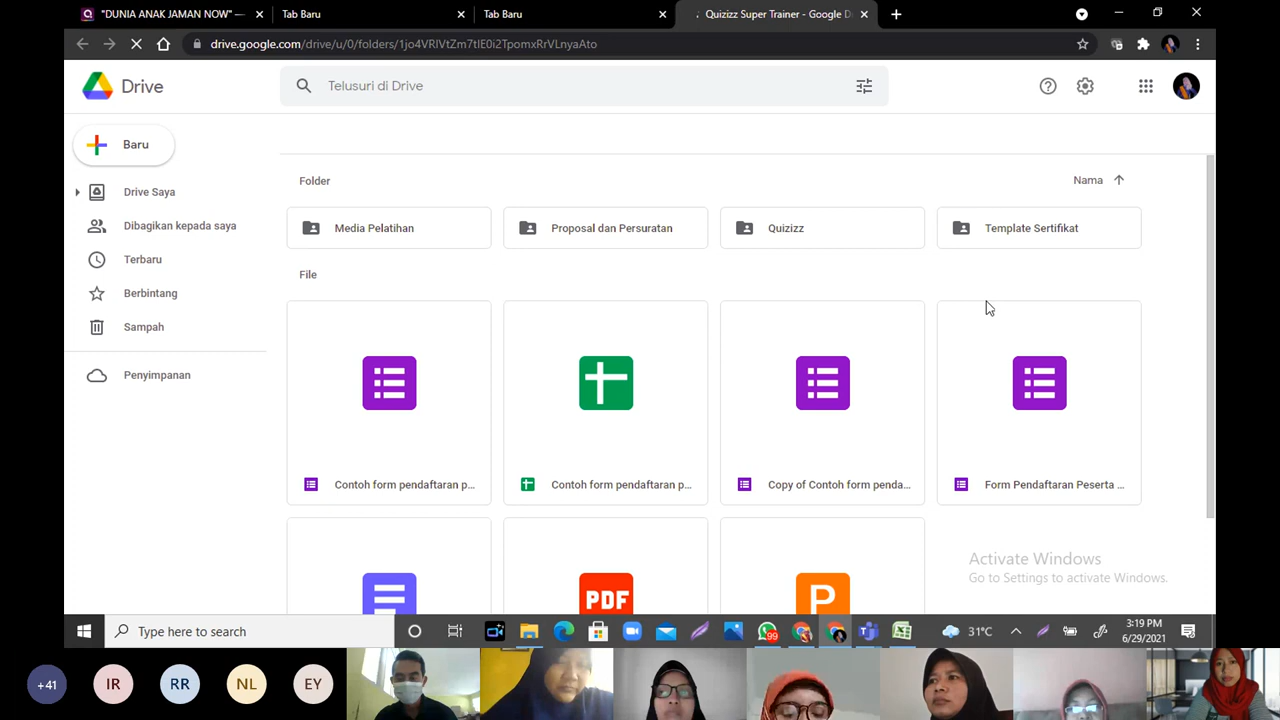 "DUNIA ANAK JAMAN NOW" —
Tab Baru
Tab Baru
Quizizz Super Trainer - Google D
drive.google.com/drive/u/0/folders/1jo4VRlVtZm7tIE0i2TpomxRrVLnyaAto
Drive
Telusuri di Drive
Baru
Drive Saya
Dibagikan kepada saya
Terbaru
Berbintang
Sampah
Penyimpanan
Folder
Nama
Media Pelatihan
Proposal dan Persuratan
Quizizz
Template Sertifikat
File
Contoh form pendaftaran p...
Contoh form pendaftaran p...
Copy of Contoh form penda...
Form Pendaftaran Peserta ...
PDF
P
Activate Windows
Go to Settings to activate Windows.
Type here to search
99
31°C
3:19 PM
6/29/2021
+41
IR
RR
NL
EY